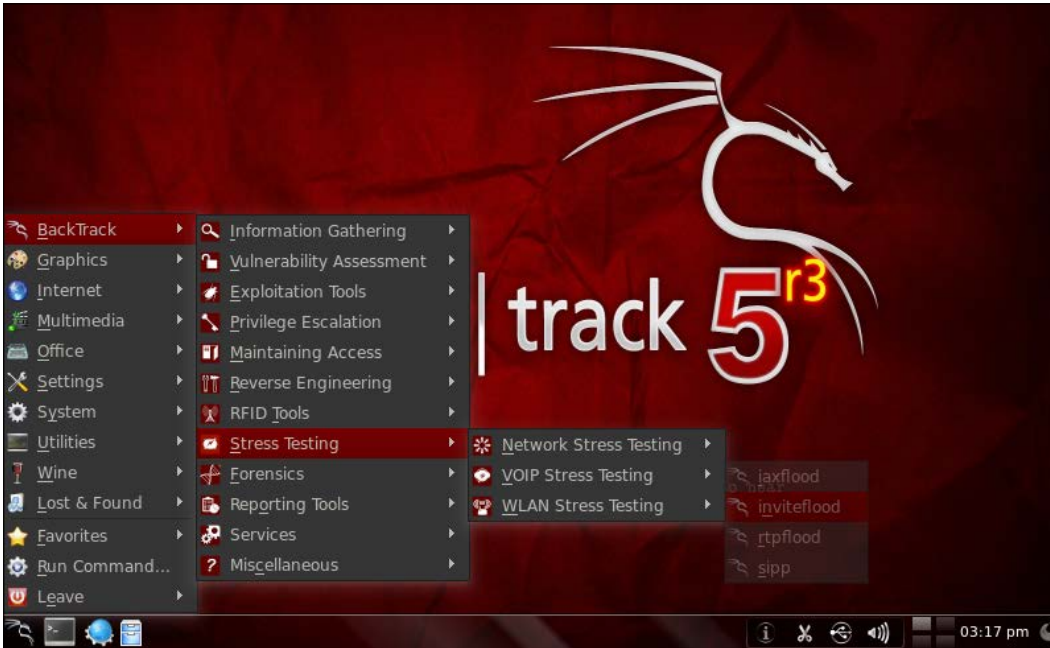 BackTrack
Graphics
Internet
Multimedia
Office
Settings
System
Utilities
Wine
Lost & Found
Favorites
Run Command...
Leave
Information Gathering
Vulnerability Assessment
Exploitation Tools
Privilege Escalation
Maintaining Access
Reverse Engineering
RFID Tools
Stress Testing
Forensics
Reporting Tools
Services
Miscellaneous
Network Stress Testing
VOIP Stress Testing
WLAN Stress Testing
iaxflood
inviteflood
rtpflood
sipp
track 5 r3
03:17 pm